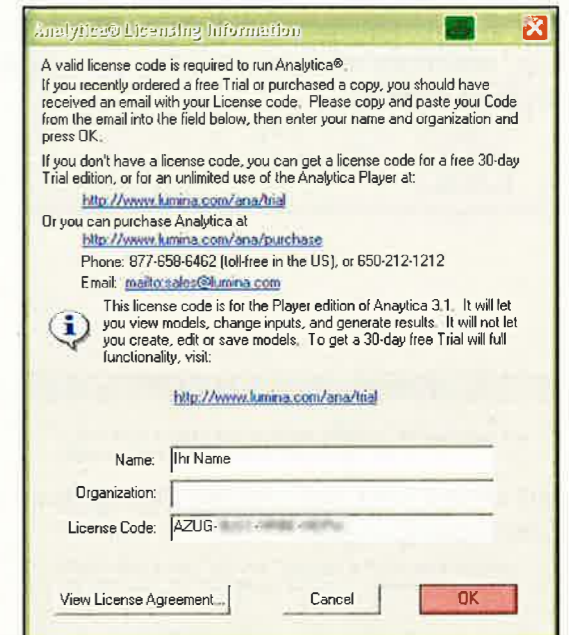 Analytica® Licensing Information
A valid license code is required to run Analytica®.
If you recently ordered a free Trial or purchased a copy, you should have
received an email with your License code. Please copy and paste your Code
from the email into the field below, then enter your name and organization and
press OK.
If you don't have a license code, you can get a license code for a free 30-day
Trial edition, or for an unlimited use of the Analytica Player at:
http://www.lumina.com/ana/trial
Or you can purchase Analytica at
http://www.lumina.com/ana/purchase
Phone: 877-658-6462 (toll-free in the US), or 650-212-1212
Email: mailto:sales@lumina.com
This license code is for the Player edition of Anaytica 3.1. It will let
you view models, change inputs, and generate results. It will not let
you create, edit or save models. To get a 30-day free Trial will full
functionality, visit:
http://www.lumina.com/ana/trial
Name: Ihr Name
Organization:
License Code: AZUG-
View License Agreement... Cancel OK